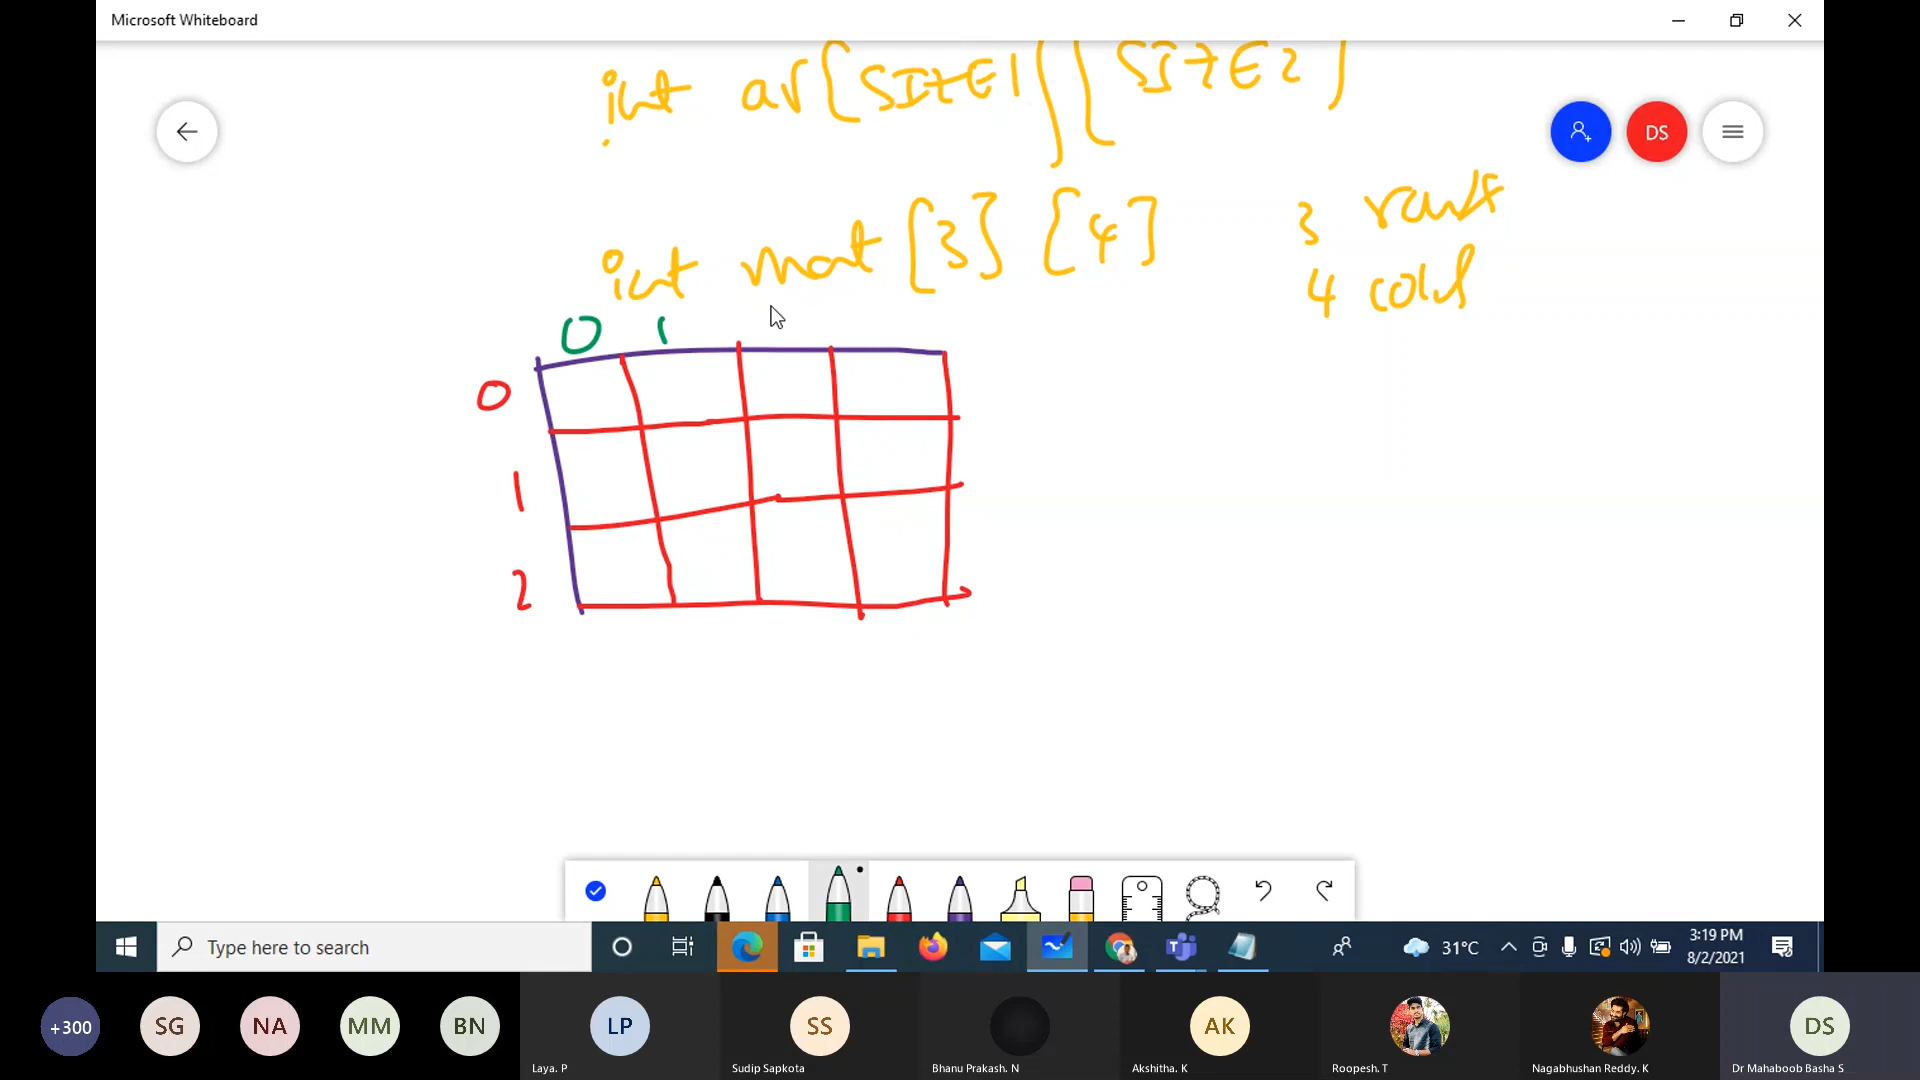 Microsoft Whiteboard
int ar[SIZE1][SIZE2]
DS
int mat [3] [4]
3 rows
4 cols
0 1
0
1
2
Type here to search
31°C
3:19 PM
8/2/2021
+300
SG
NA
MM
BN
LP
SS
AK
DS
Laya. P
Sudip Sapkota
Bhanu Prakash. N
Akshitha. K
Roopesh. T
Nagabhushan Reddy. K
Dr Mahaboob Basha S